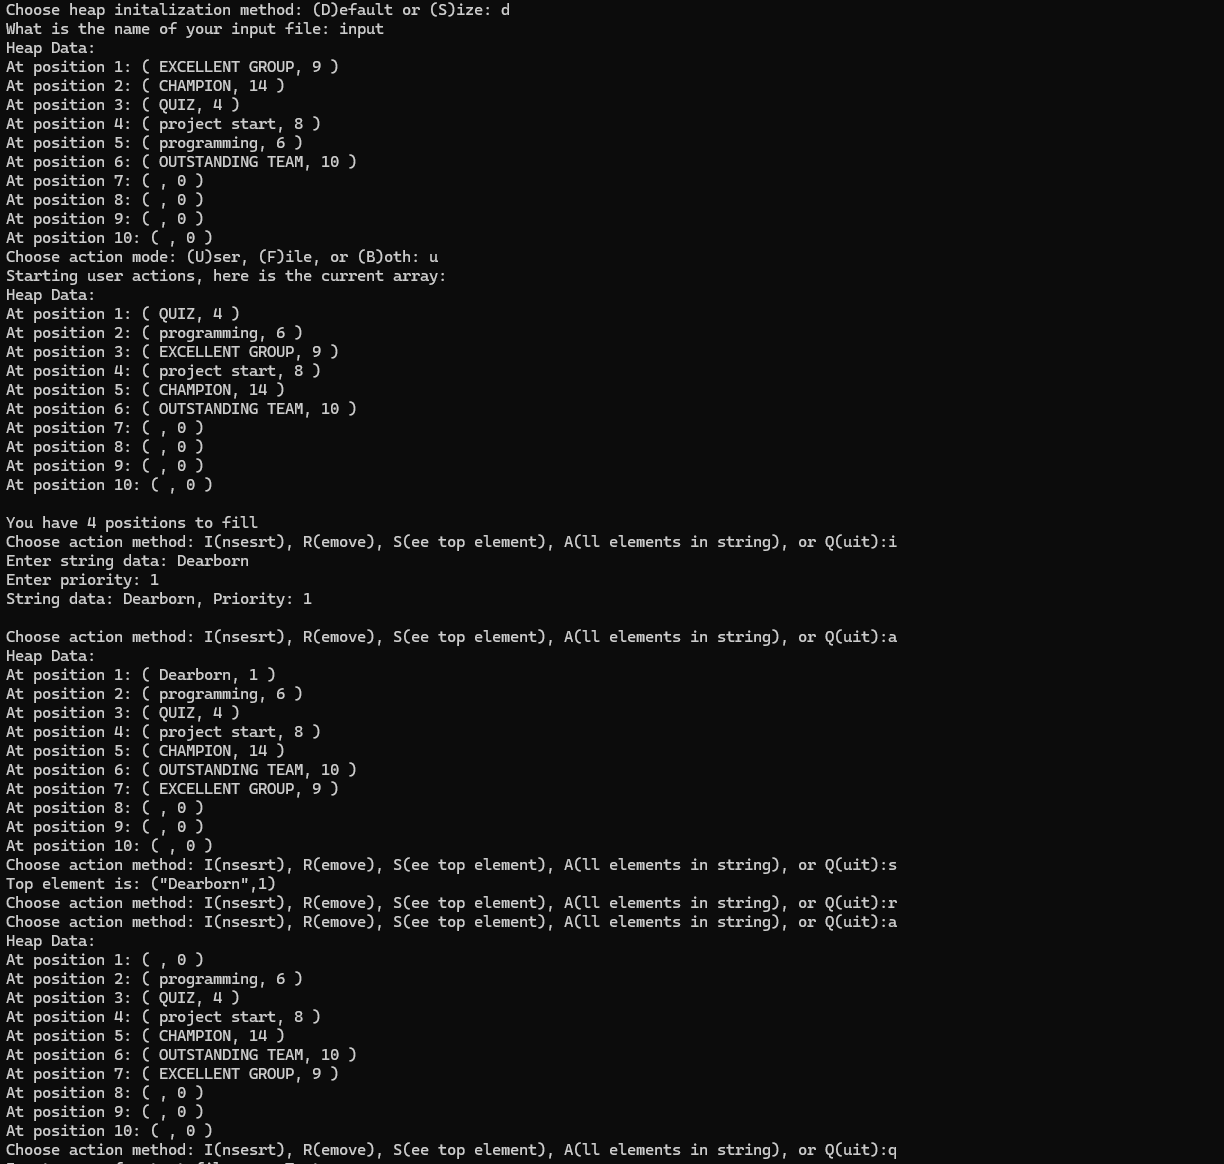 Choose heap initalization method: (D)efault or (S)ize: d
What is the name of your input file: input
Heap Data:
At position 1: ( EXCELLENT GROUP, 9 )
At position 2: ( CHAMPION, 14 )
At position 3: ( QUIZ, 4 )
At position 4: ( project start, 8 )
At position 5: ( programming, 6 )
At position 6: ( OUTSTANDING TEAM, 10 )
At position 7: ( , 0 )
At position 8: ( , 0 )
At position 9: ( , 0 )
At position 10: ( , 0 )
Choose action mode: (U)ser, (F)ile, or (B)oth: u
Starting user actions, here is the current array:
Heap Data:
At position 1: ( QUIZ, 4 )
At position 2: ( programming, 6 )
At position 3: ( EXCELLENT GROUP, 9 )
At position 4: ( project start, 8 )
At position 5: ( CHAMPION, 14 )
At position 6: ( OUTSTANDING TEAM, 10 )
At position 7: ( , 0 )
At position 8: ( , 0 )
At position 9: ( , 0 )
At position 10: ( , 0 )
You have 4 positions to fill
Choose action method: I(nsesrt), R(emove), S(ee top element), A(ll elements in string), or Q(uit):i
Enter string data: Dearborn
Enter priority: 1
String data: Dearborn, Priority: 1
Choose action method: I(nsesrt), R(emove), S(ee top element), A(ll elements in string), or Q(uit):a
Heap Data:
At position 1: ( Dearborn, 1 )
At position 2: ( programming, 6 )
At position 3: ( QUIZ, 4 )
At position 4: ( project start, 8 )
At position 5: ( CHAMPION, 14 )
At position 6: ( OUTSTANDING TEAM, 10 )
At position 7: ( EXCELLENT GROUP, 9 )
At position 8: ( , 0 )
At position 9: ( , 0 )
At position 10: ( , 0 )
Choose action method: I(nsesrt), R(emove), S(ee top element), A(ll elements in string), or Q(uit):s
Top element is: ("Dearborn",1)
Choose action method: I(nsesrt), R(emove), S(ee top element), A(ll elements in string), or Q(uit):r
Choose action method: I(nsesrt), R(emove), S(ee top element), A(ll elements in string), or Q(uit):a
Heap Data:
At position 1: ( , 0 )
At position 2: ( programming, 6 )
At position 3: ( QUIZ, 4 )
At position 4: ( project start, 8 )
At position 5: ( CHAMPION, 14 )
At position 6: ( OUTSTANDING TEAM, 10 )
At position 7: ( EXCELLENT GROUP, 9 )
At position 8: ( , 0 )
At position 9: ( , 0 )
At position 10: ( , 0 )
Choose action method: I(nsesrt), R(emove), S(ee top element), A(ll elements in string), or Q(uit):q